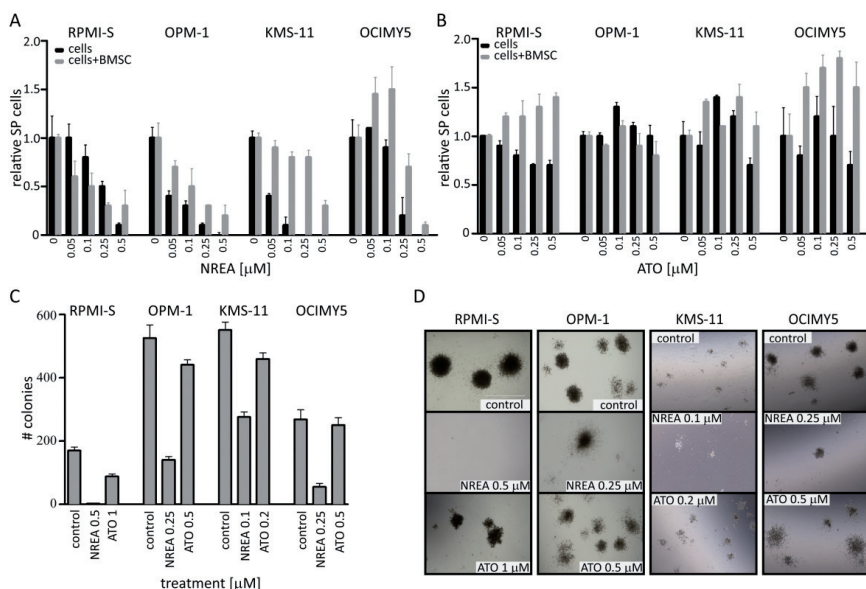 A
RPMI-S OPM-1 KMS-11 OCIMY5
cells
cells+BMSC
relative SP cells
2.0
1.5
1.0
0.5
0
0 0.05 0.1 0.25 0.5 0 0.05 0.1 0.25 0.5 0 0.05 0.1 0.25 0.5 0 0.05 0.1 0.25 0.5
NREA [µM]
B
RPMI-S OPM-1 KMS-11 OCIMY5
cells
cells+BMSC
relative SP cells
2.0
1.5
1.0
0.5
0
0 0.05 0.1 0.25 0.5 0 0.05 0.1 0.25 0.5 0 0.05 0.1 0.25 0.5 0 0.05 0.1 0.25 0.5
ATO [µM]
C
RPMI-S OPM-1 KMS-11 OCIMY5
# colonies
600
400
200
0
control NREA 0.5 ATO 1 control NREA 0.25 ATO 0.5 control NREA 0.1 ATO 0.2 control NREA 0.25 ATO 0.5
treatment [µM]
D
RPMI-S OPM-1 KMS-11 OCIMY5
control control control control
NREA 0.5 µM NREA 0.25 µM NREA 0.1 µM NREA 0.25 µM
ATO 1 µM ATO 0.5 µM ATO 0.2 µM ATO 0.5 µM